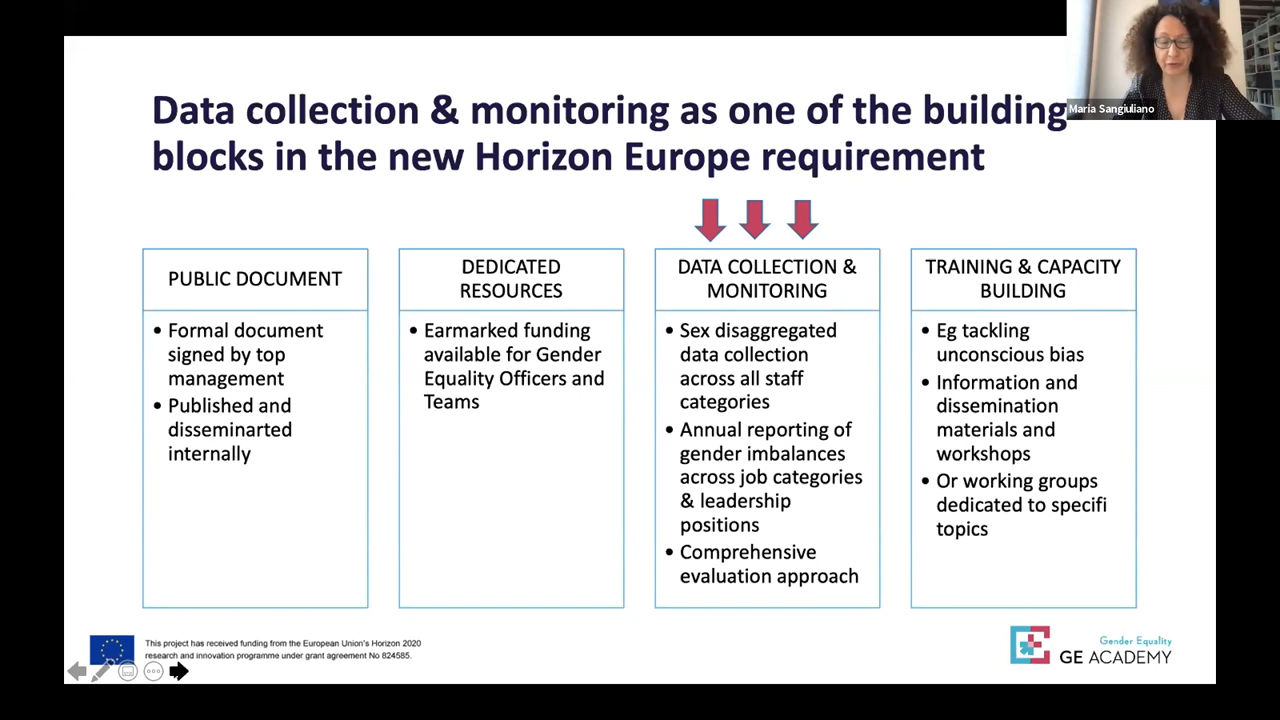 Maria Sangiuliano
Data collection & monitoring as one of the building
blocks in the new Horizon Europe requirement
PUBLIC DOCUMENT
• Formal document
signed by top
management
• Published and
disseminarted
internally
DEDICATED
RESOURCES
• Earmarked funding
available for Gender
Equality Officers and
Teams
DATA COLLECTION &
MONITORING
• Sex disaggregated
data collection
across all staff
categories
• Annual reporting of
gender imbalances
across job categories
& leadership
positions
• Comprehensive
evaluation approach
TRAINING & CAPACITY
BUILDING
• Eg tackling
unconscious bias
• Information and
dissemination
materials and
workshops
• Or working groups
dedicated to specifi
topics
This project has received funding from the European Union's Horizon 2020
research and innovation programme under grant agreement No 824585.
Gender Equality
GE ACADEMY